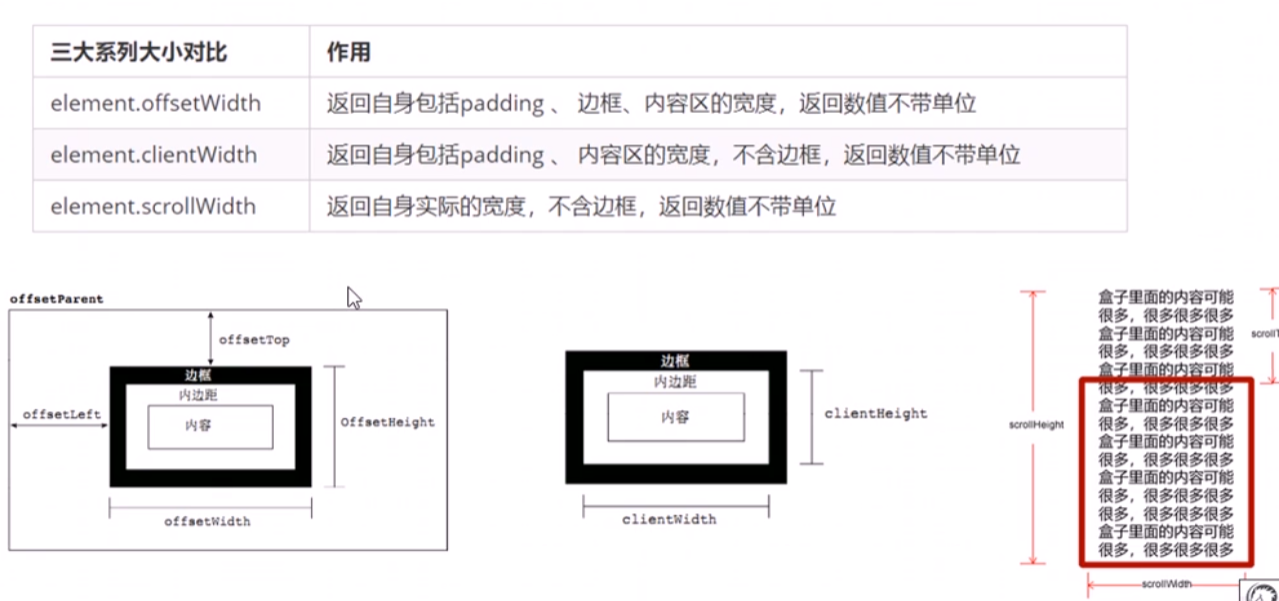 三大系列大小对比 作用
element.offsetWidth 返回自身包括padding 、 边框、内容区的宽度，返回数值不带单位
element.clientWidth 返回自身包括padding 、 内容区的宽度，不含边框，返回数值不带单位
element.scrollWidth 返回自身实际的宽度，不含边框，返回数值不带单位
offsetParent
offsetTop
边框
内边距
内容
offsetLeft
OffsetHeight
offsetWidth
边框
内边距
内容
clientHeight
clientWidth
盒子里面的内容可能
很多，很多很多很多
盒子里面的内容可能
很多，很多很多很多
盒子里面的内容可能
很多，很多很多很多
盒子里面的内容可能
很多，很多很多很多
盒子里面的内容可能
很多，很多很多很多
盒子里面的内容可能
很多，很多很多很多
很多，很多很多很多
盒子里面的内容可能
很多，很多很多很多
scrollT
scrollHeight
scrollWidth